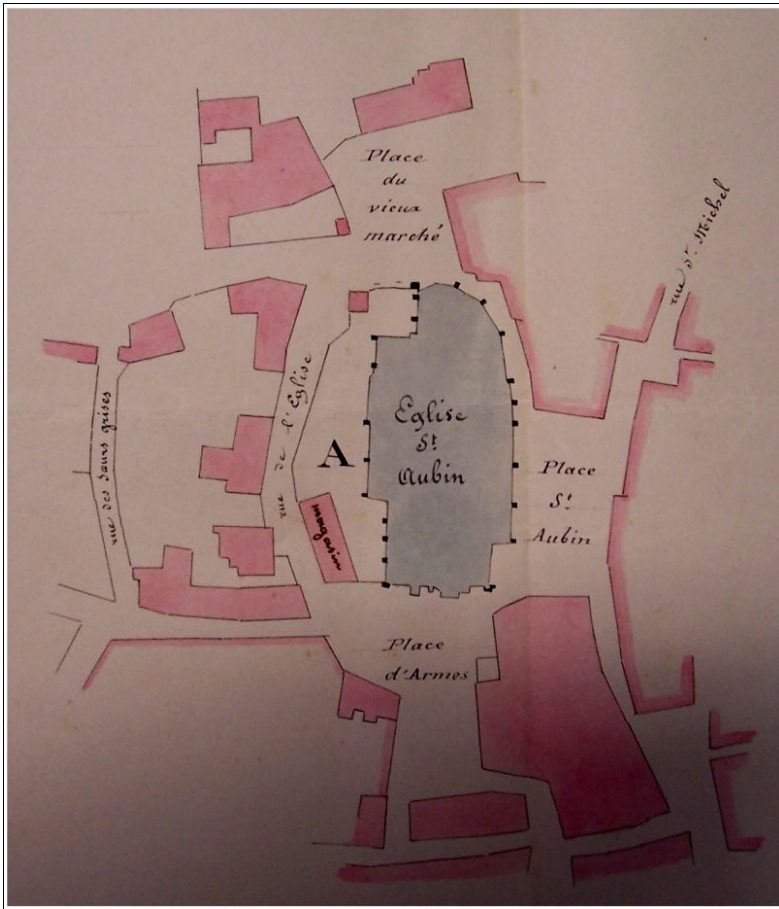 Place
du
vieux
marché
rue St. Michel
rue de l'Eglise
rue des Sœurs grises
Eglise
St
Aubin
A
magasin
Place
St.
Aubin
Place
d'Armes